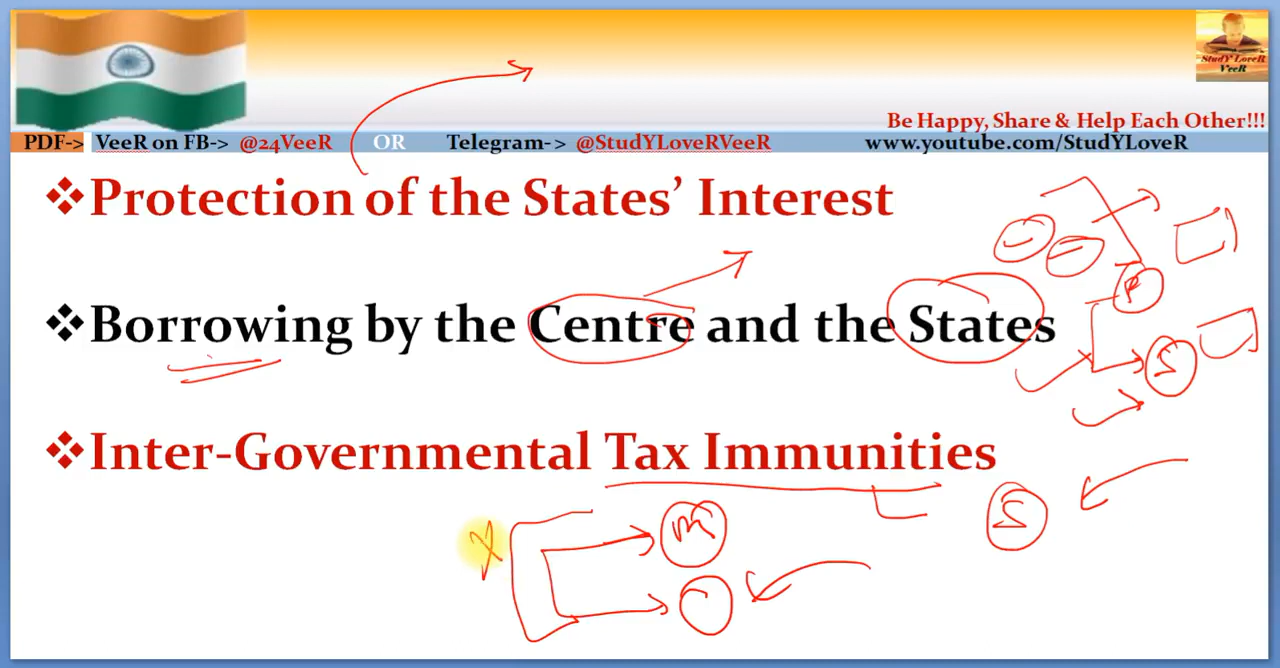 StudY LoveR
VeeR
Be Happy, Share & Help Each Other!!!
PDF-> VeeR on FB-> @24VeeR OR Telegram-> @StudYLoveRVeeR www.youtube.com/StudYLoveR
❖Protection of the States’ Interest
❖Borrowing by the Centre and the States
❖Inter-Governmental Tax Immunities
S
S